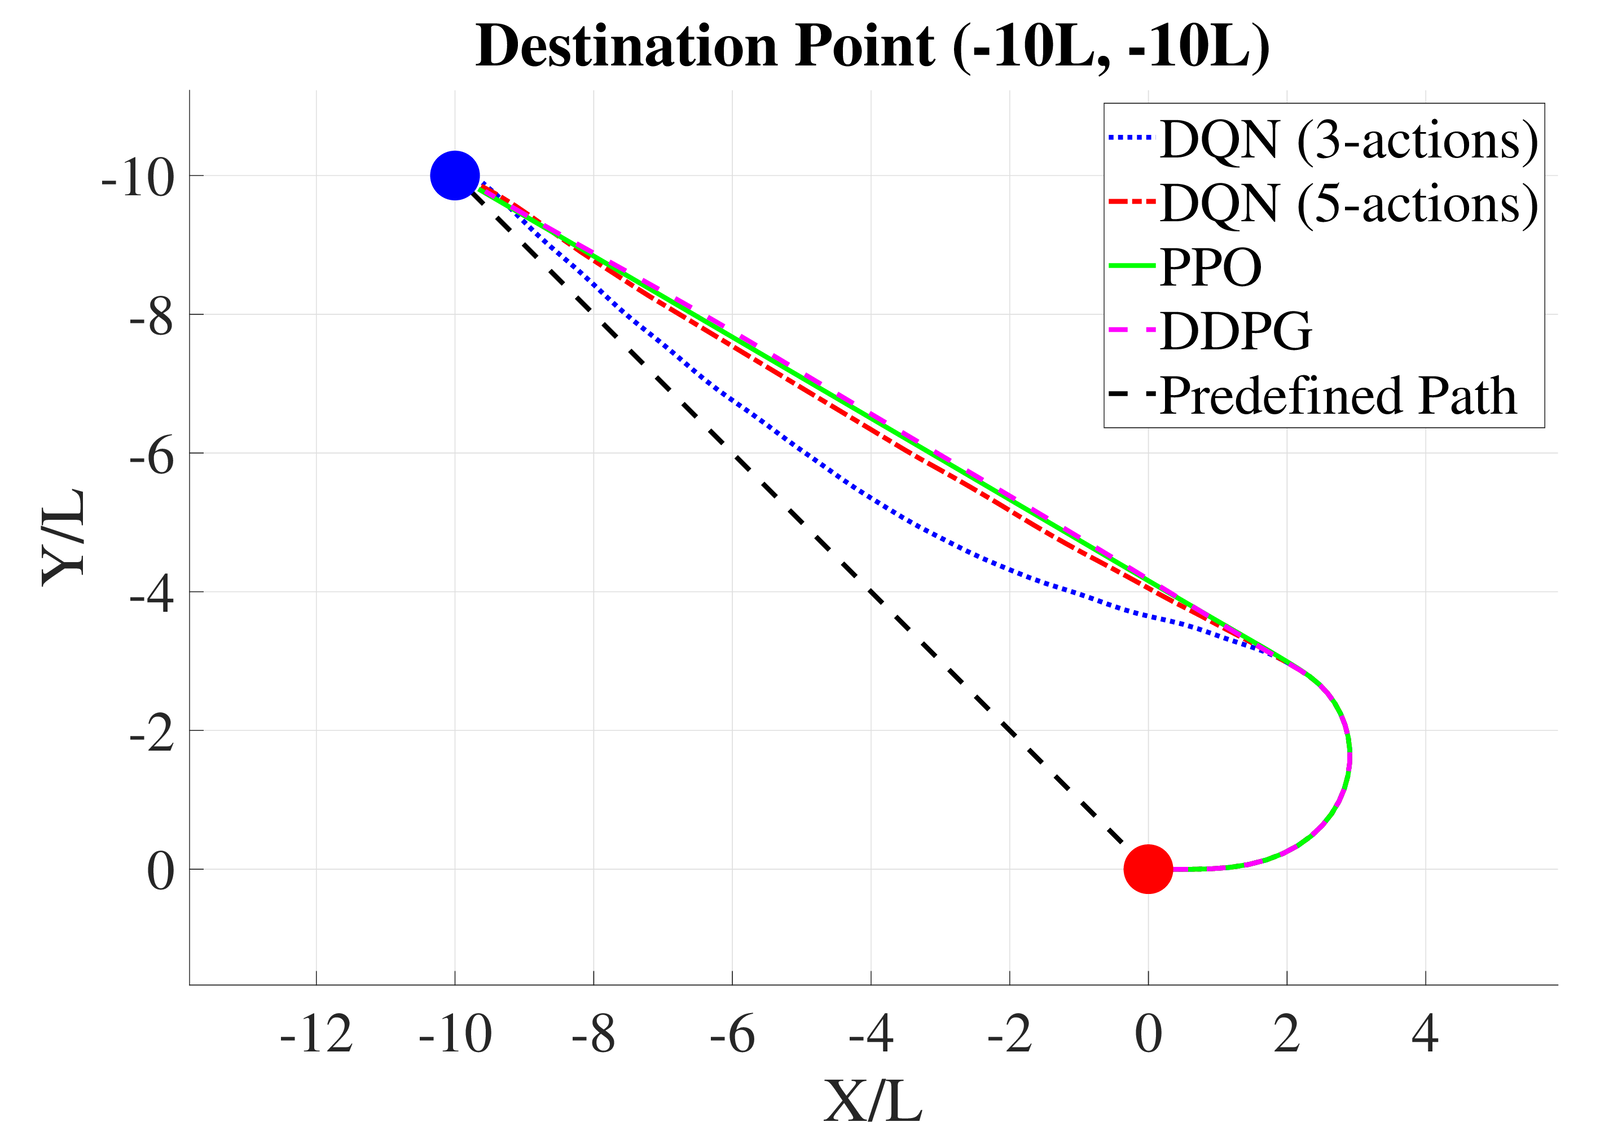 Destination Point (-10L, -10L)
DQN (3-actions)
DQN (5-actions)
PPO
DDPG
Predefined Path
Y/L
-10
-8
-6
-4
-2
0
-12 -10 -8 -6 -4 -2 0 2 4
X/L